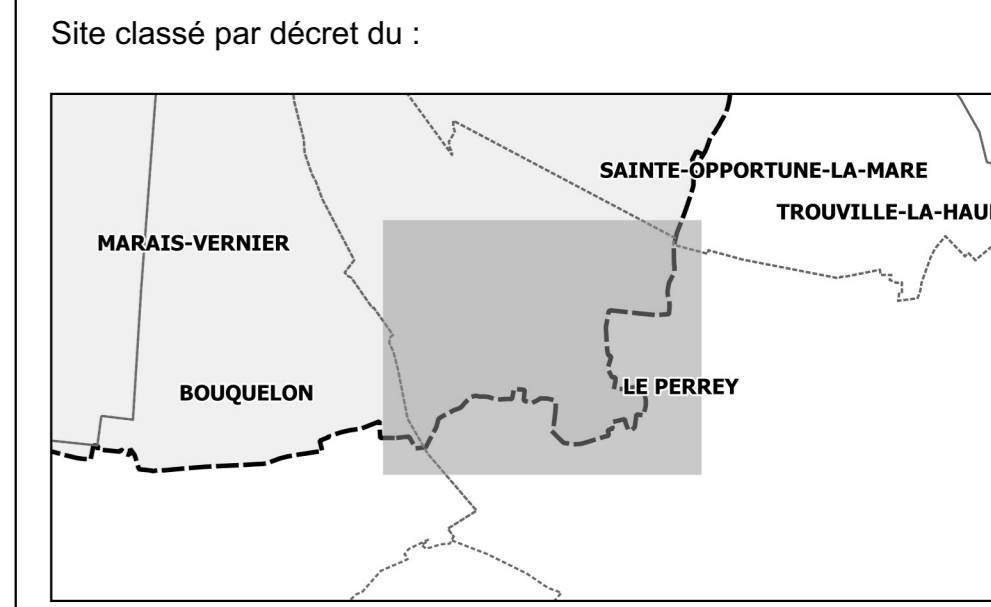 Site classé par décret du :
SAINTE-OPPORTUNE-LA-MARE
TROUVILLE-LA-HAU
MARAIS-VERNIER
BOUQUELON
LE PERREY